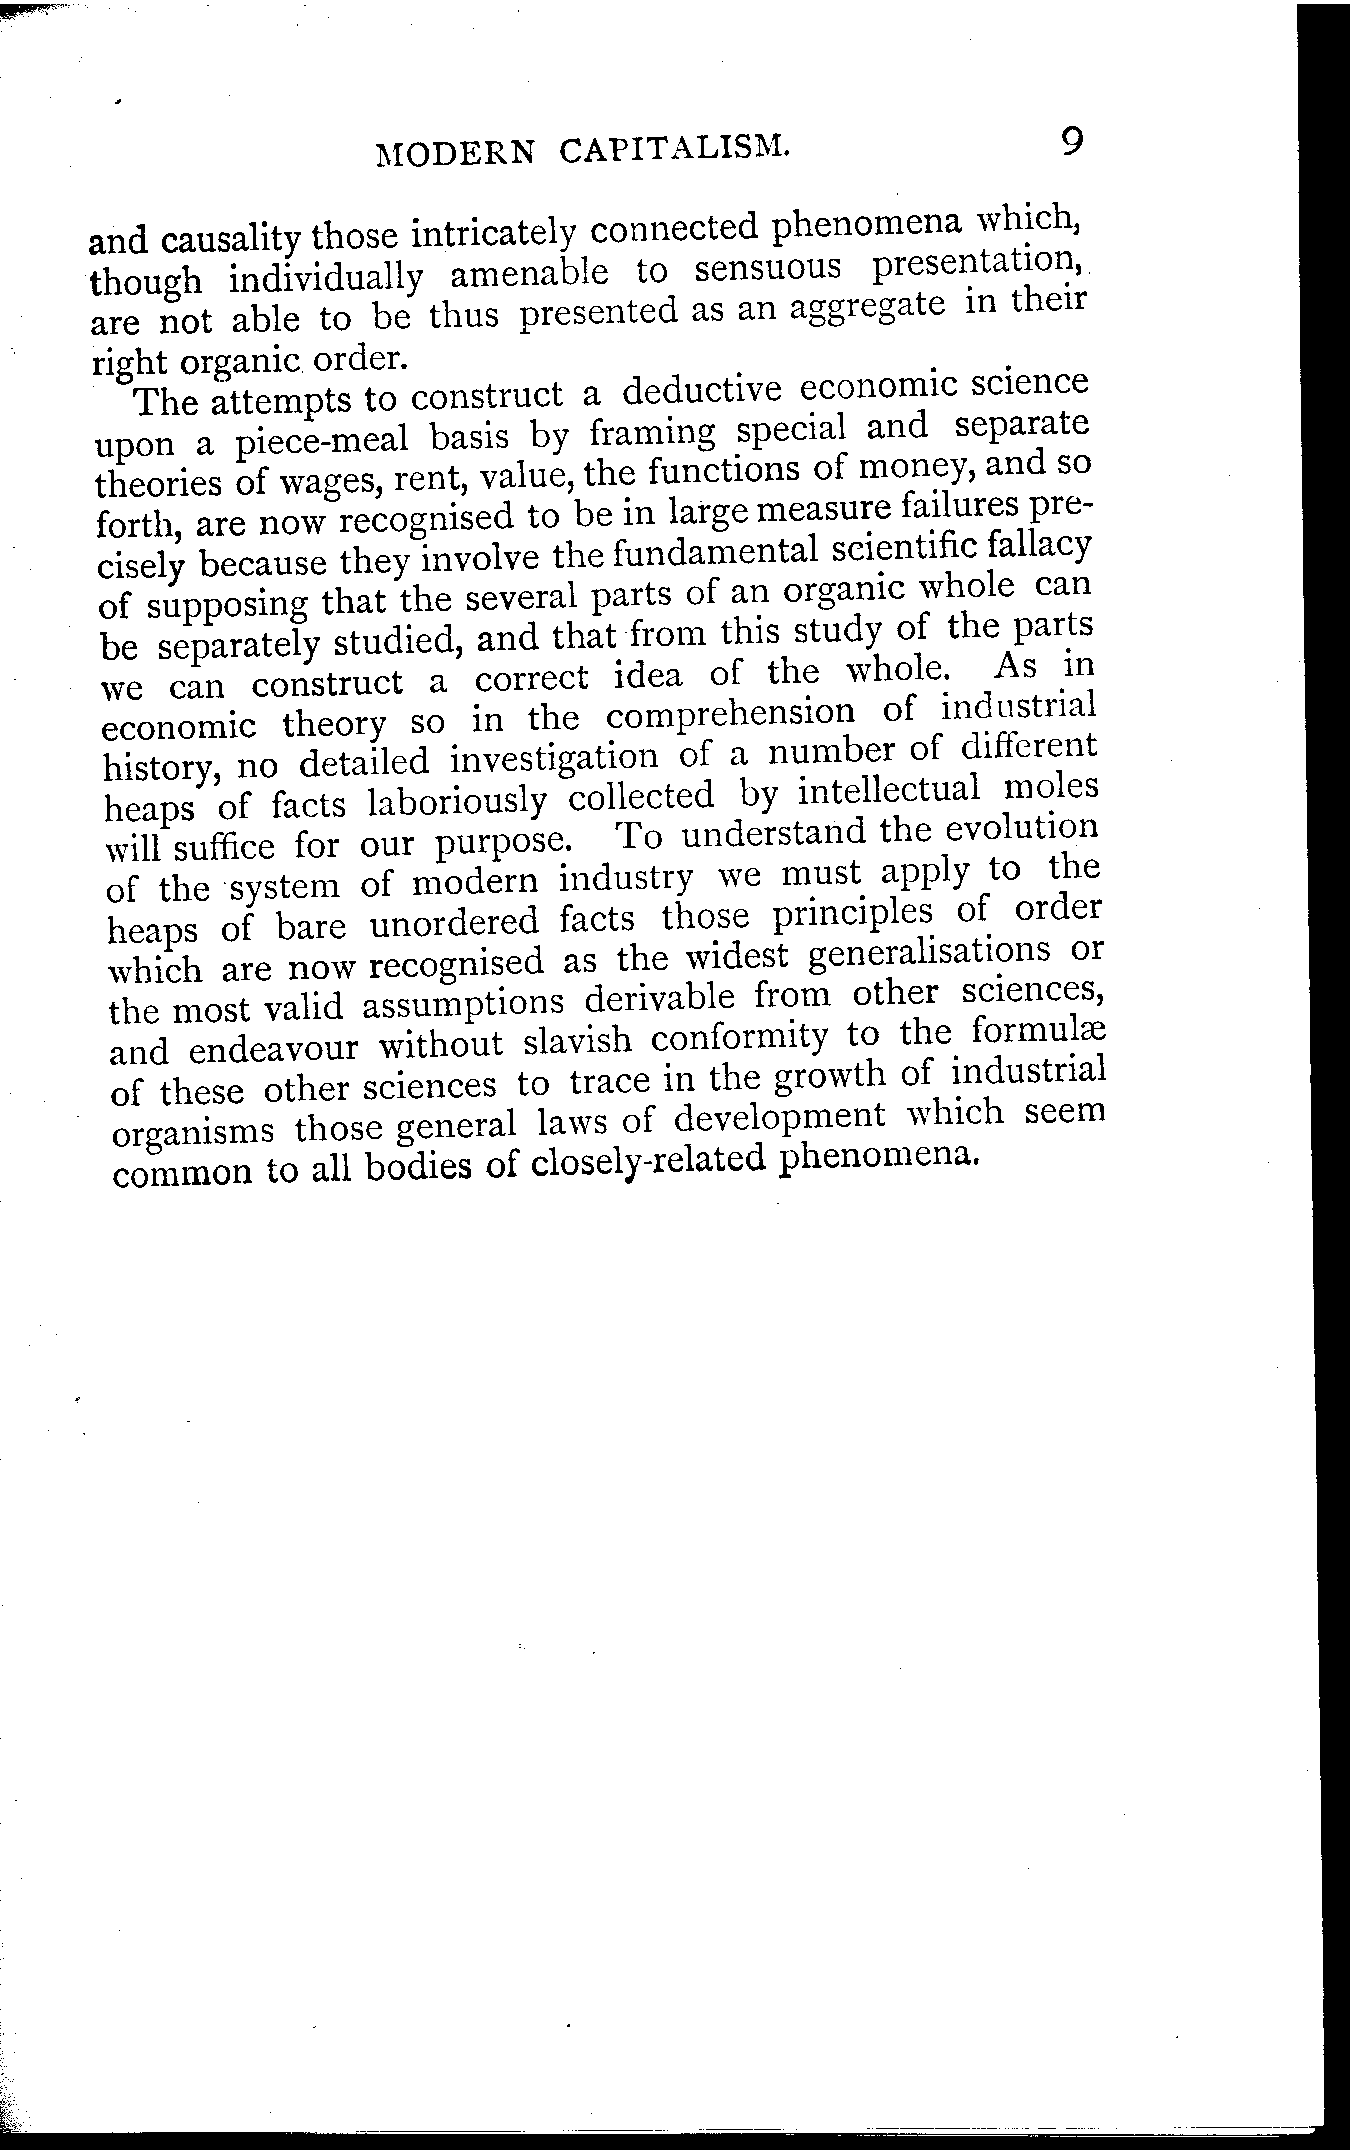 MODERN CAPITALISM. 9
and causality those intricately connected phenomena which,
though individually amenable to sensuous presentation,
are not able to be thus presented as an aggregate in their
right organic order.
The attempts to construct a deductive economic science
upon a piece-meal basis by framing special and separate
theories of wages, rent, value, the functions of money, and so
forth, are now recognised to be in large measure failures pre-
cisely because they involve the fundamental scientific fallacy
of supposing that the several parts of an organic whole can
be separately studied, and that from this study of the parts
we can construct a correct idea of the whole. As in
economic theory so in the comprehension of industrial
history, no detailed investigation of a number of different
heaps of facts laboriously collected by intellectual moles
will suffice for our purpose. To understand the evolution
of the system of modern industry we must apply to the
heaps of bare unordered facts those principles of order
which are now recognised as the widest generalisations or
the most valid assumptions derivable from other sciences,
and endeavour without slavish conformity to the formulæ
of these other sciences to trace in the growth of industrial
organisms those general laws of development which seem
common to all bodies of closely-related phenomena.